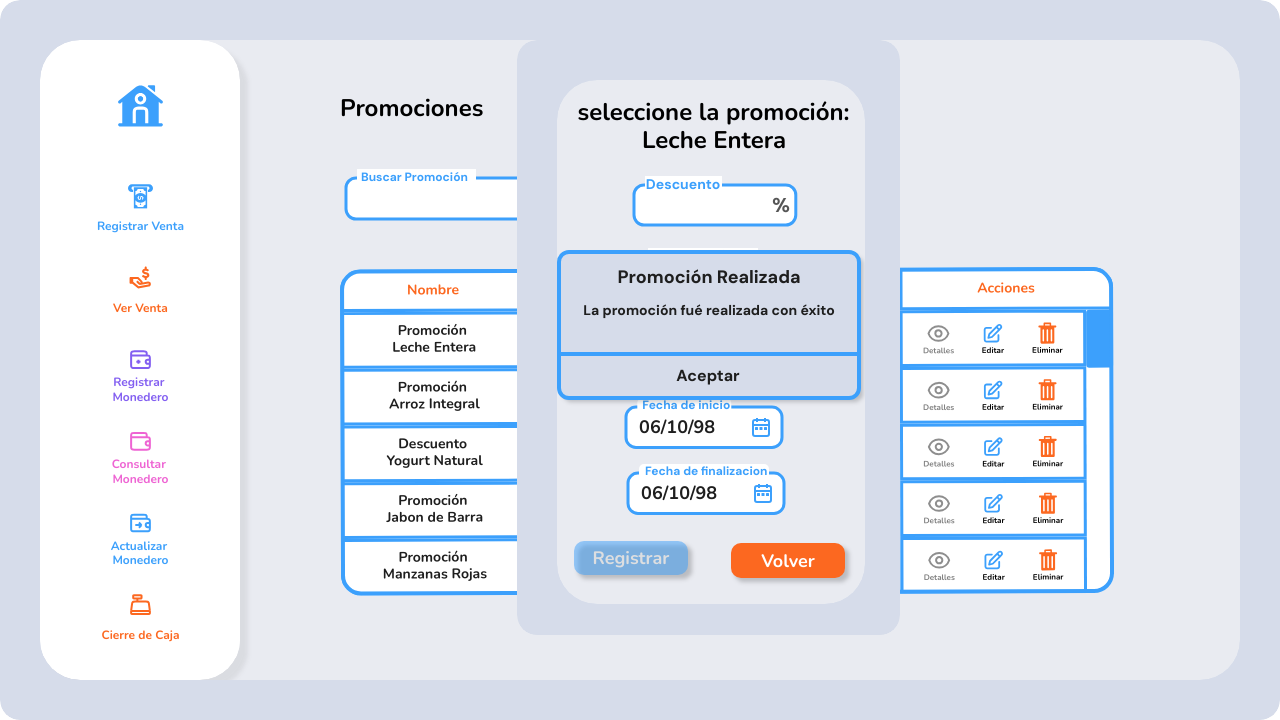 Registrar Venta
Ver Venta
Registrar
Monedero
Consultar
Monedero
Actualizar
Monedero
Cierre de Caja
Promociones
Buscar Promoción
Nombre
Promoción
Leche Entera
Promoción
Arroz Integral
Descuento
Yogurt Natural
Promoción
Jabon de Barra
Promoción
Manzanas Rojas
seleccione la promoción:
Leche Entera
Descuento
%
Promoción Realizada
La promoción fué realizada con éxito
Aceptar
Fecha de inicio
06/10/98
Fecha de finalizacion
06/10/98
Registrar
Volver
Acciones
Detalles Editar Eliminar
Detalles Editar Eliminar
Detalles Editar Eliminar
Detalles Editar Eliminar
Detalles Editar Eliminar